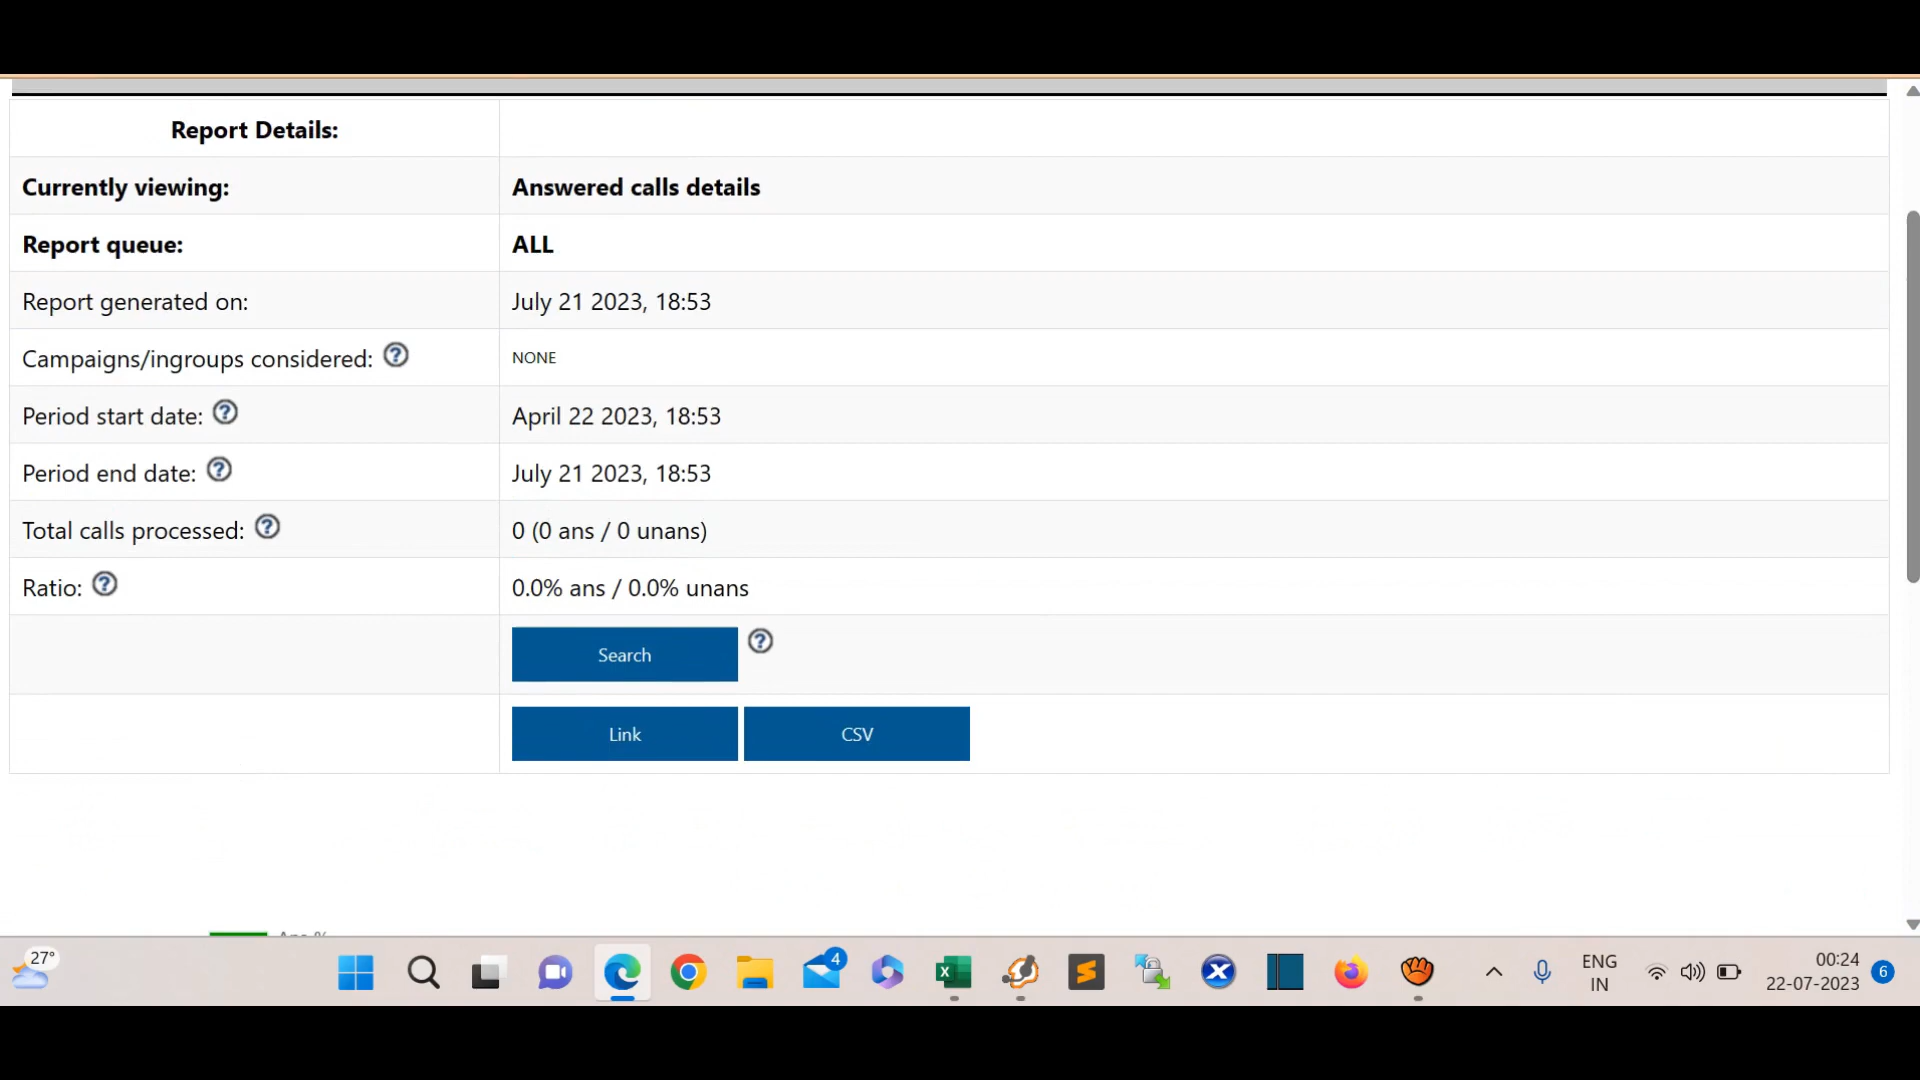 Report Details:
Currently viewing: Answered calls details
Report queue: ALL
Report generated on: July 21 2023, 18:53
Campaigns/ingroups considered: ? NONE
Period start date: ? April 22 2023, 18:53
Period end date: ? July 21 2023, 18:53
Total calls processed: ? 0 (0 ans / 0 unans)
Ratio: ? 0.0% ans / 0.0% unans
Search ?
Link CSV
27°
4
X
S
X
ENG
IN
00:24
22-07-2023
6